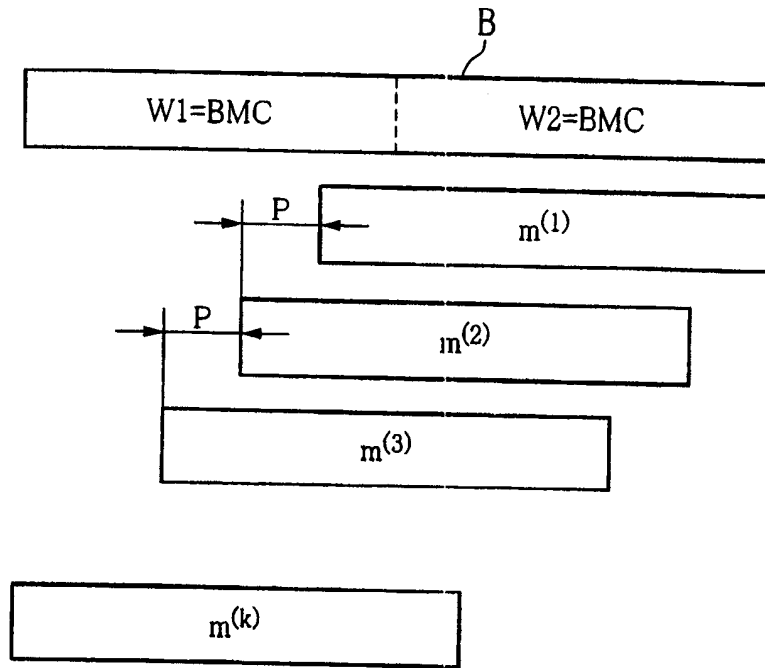 B
W1=BMC W2=BMC
P m⁽¹⁾
P m⁽²⁾
m⁽³⁾
m⁽ᵏ⁾